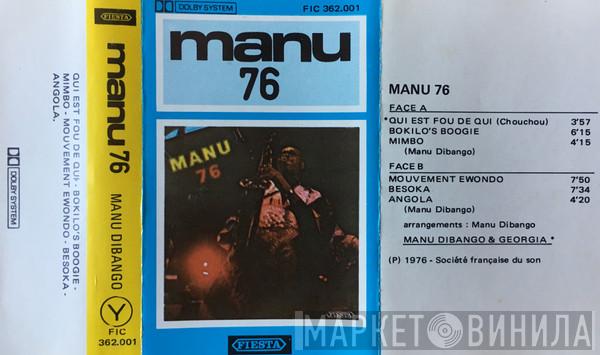 QUI EST FOU DE QUI - BOKILO'S BOOGIE -
MIMBO - MOUVEMENT EWONDO - BESOKA -
ANGOLA.
DOLBY SYSTEM
FIESTA
manu 76
MANU DIBANGO
Y
FIC
362.001
DOLBY SYSTEM
FIC 362.001
manu
76
MANU
76
FIESTA
FIESTA
MANU 76
FACE A
*QUI EST FOU DE QUI (Chouchou) 3'57
BOKILO'S BOOGIE 6'15
MIMBO 4'15
(Manu Dibango)
FACE B
MOUVEMENT EWONDO 7'50
BESOKA 7'34
ANGOLA 4'20
(Manu Dibango)
arrangements : Manu Dibango
MANU DIBANGO & GEORGIA *
(P) 1976 - Société française du son
МАРКЕТ ВИНИЛА